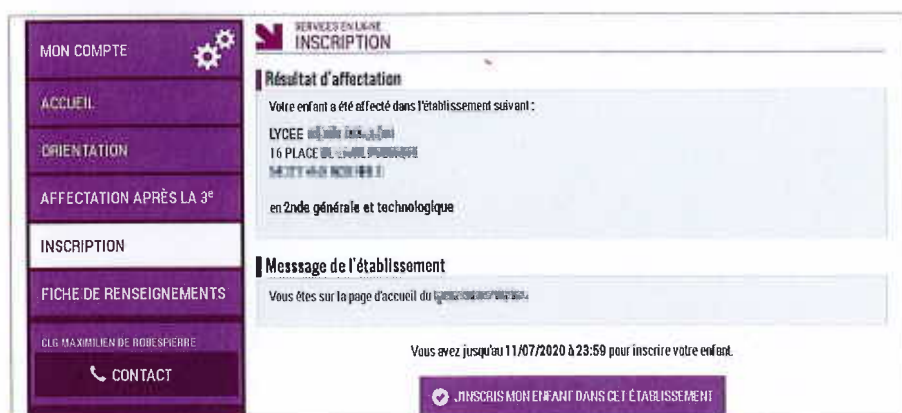 MON COMPTE
ACCUEIL
ORIENTATION
AFFECTATION APRÈS LA 3e
INSCRIPTION
FICHE DE RENSEIGNEMENTS
CLG MAXIMILIEN DE ROBESPIERRE
CONTACT
SERVICES EN LIGNE
INSCRIPTION
Résultat d'affectation
Votre enfant a été affecté dans l'établissement suivant :
LYCEE
16 PLACE
en 2nde générale et technologique
Messsage de l'établissement
Vous êtes sur la page d'accueil du
Vous avez jusqu'au 11/07/2020 à 23:59 pour inscrire votre enfant.
J'INSCRIS MON ENFANT DANS CET ÉTABLISSEMENT